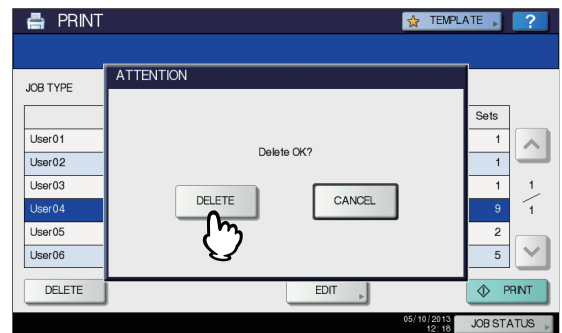 PRINT
TEMPLATE
?
ATTENTION
JOB TYPE
Sets
User01 1
Delete OK?
User02 1
User03 1 1
DELETE CANCEL
User04 9 1
User05 2
User06 5
DELETE EDIT PRINT
05/10/2013
12:18
JOB STATUS